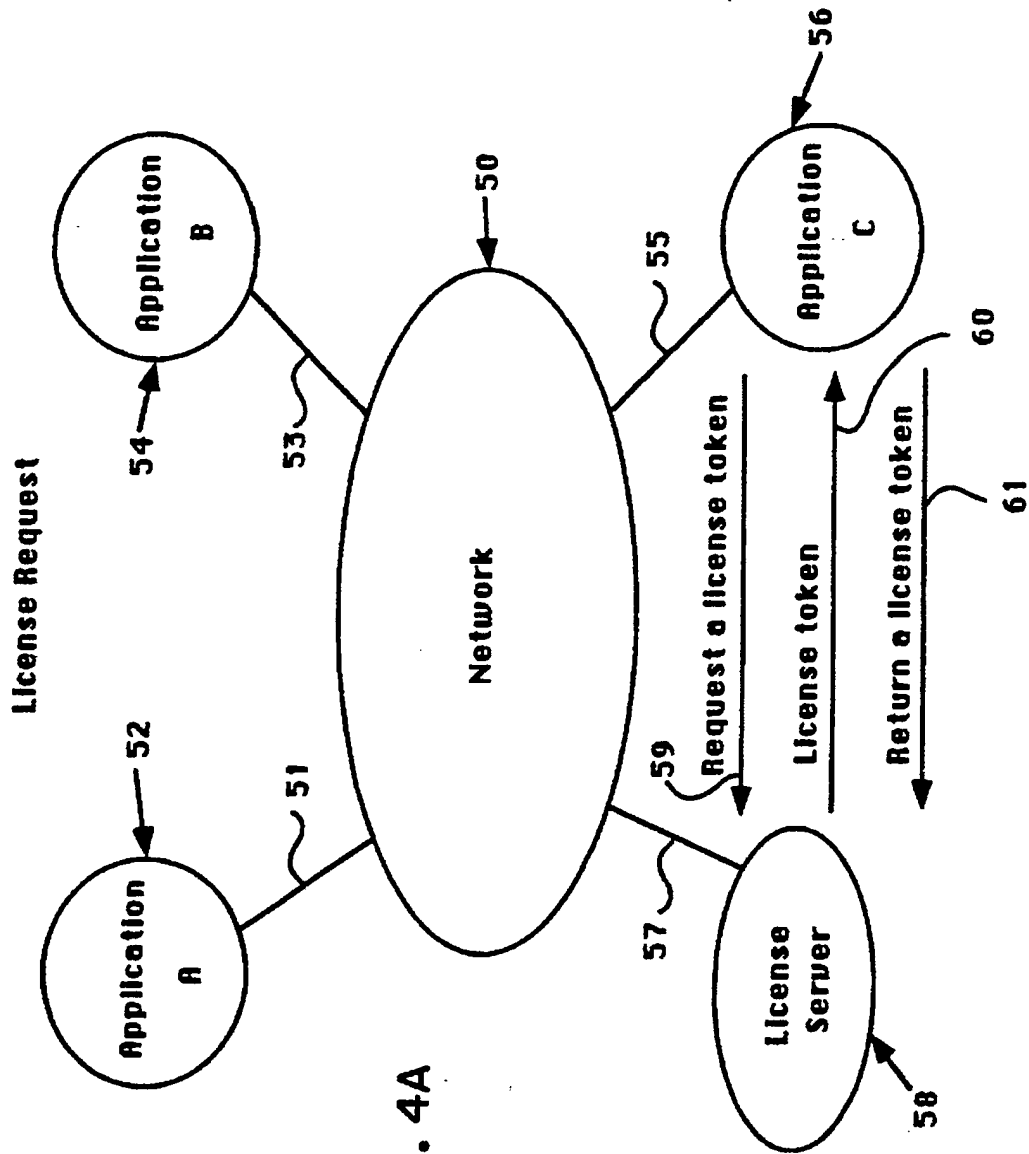 License Request
Application
A
52
51
Application
B
54
53
Network
50
57
License
Server
58
55
Application
C
56
59
Request a license token
License token
60
Return a license token
61
. 4A